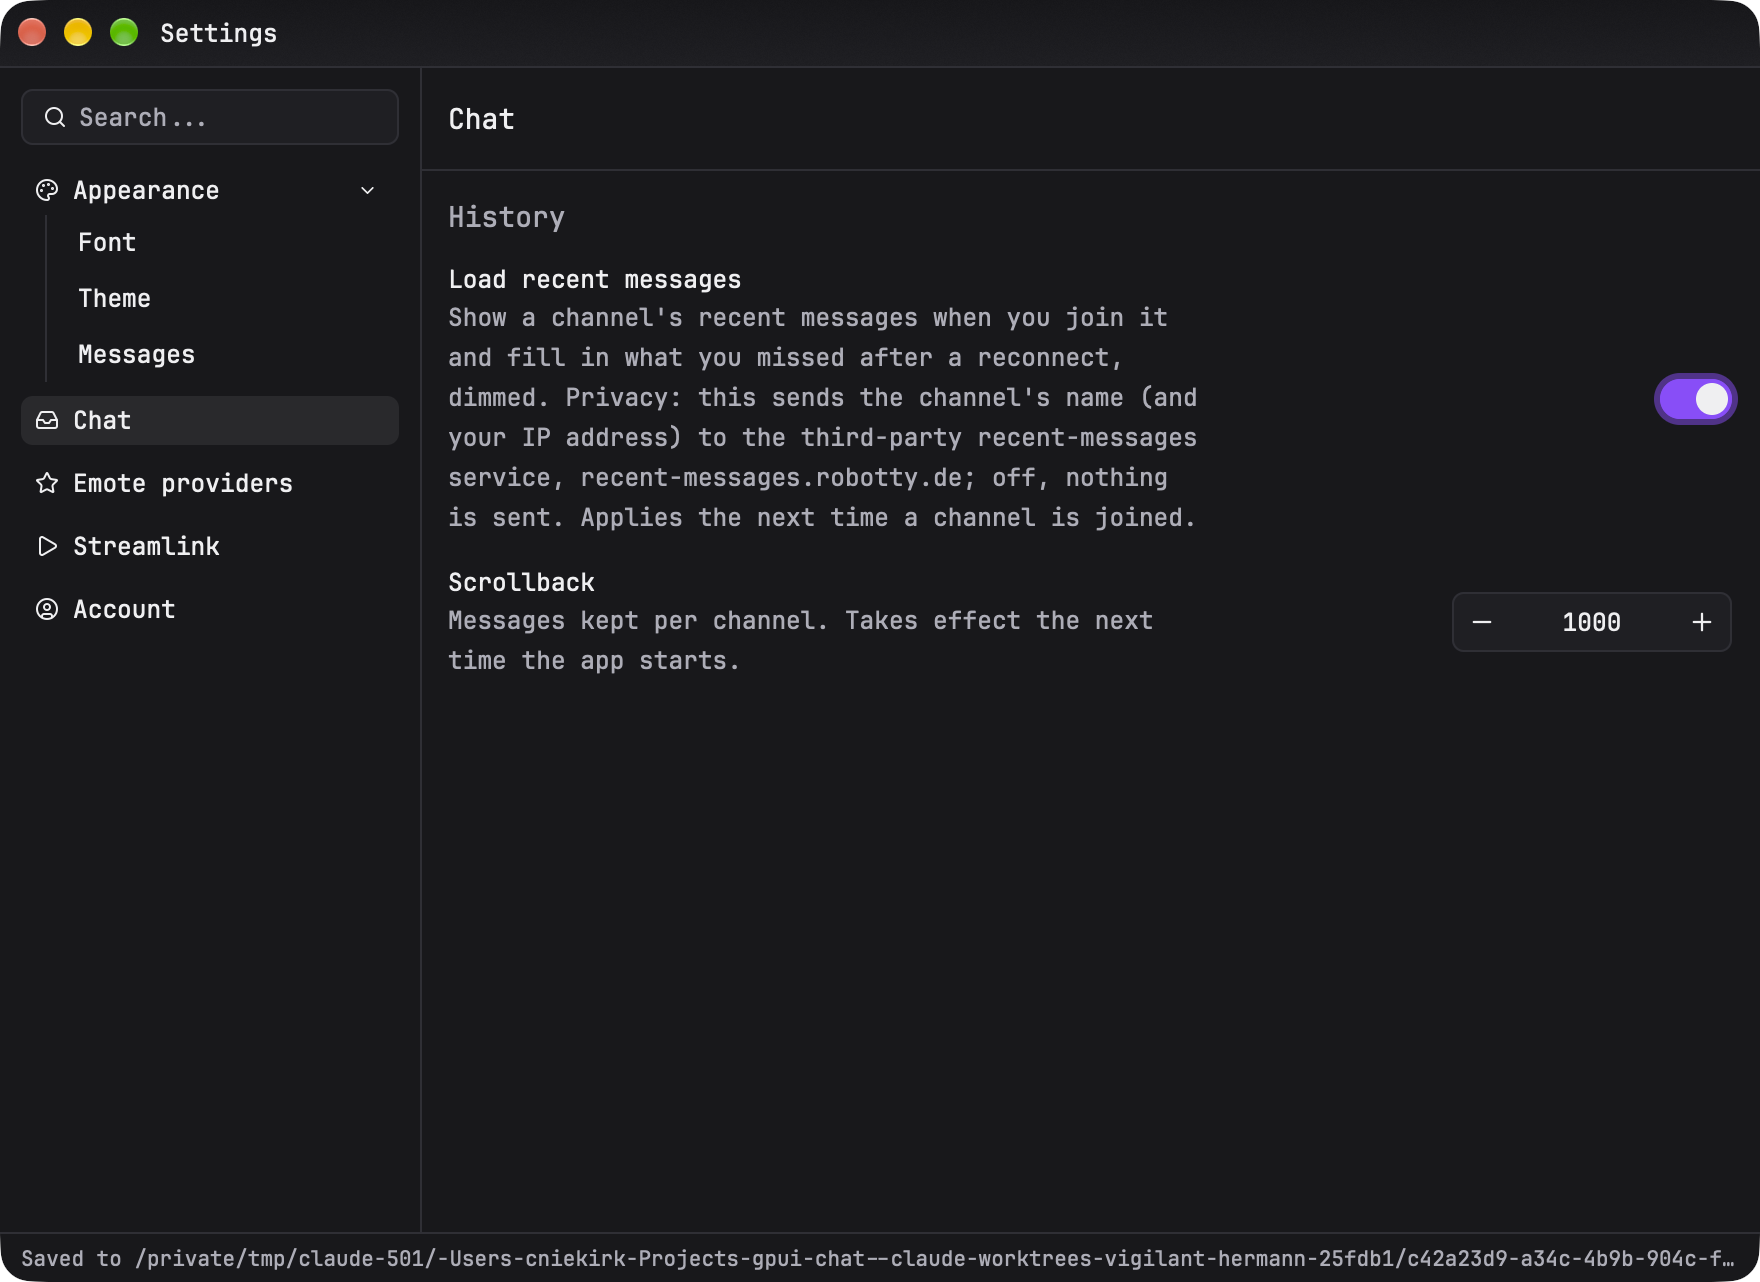 Settings
Search...
Appearance
Font
Theme
Messages
Chat
Emote providers
Streamlink
Account
Chat
History
Load recent messages
Show a channel's recent messages when you join it
and fill in what you missed after a reconnect,
dimmed. Privacy: this sends the channel's name (and
your IP address) to the third-party recent-messages
service, recent-messages.robotty.de; off, nothing
is sent. Applies the next time a channel is joined.
Scrollback
Messages kept per channel. Takes effect the next
time the app starts.
1000
Saved to /private/tmp/claude-501/-Users-cniekirk-Projects-gpui-chat--claude-worktrees-vigilant-hermann-25fdb1/c42a23d9-a34c-4b9b-904c-f…